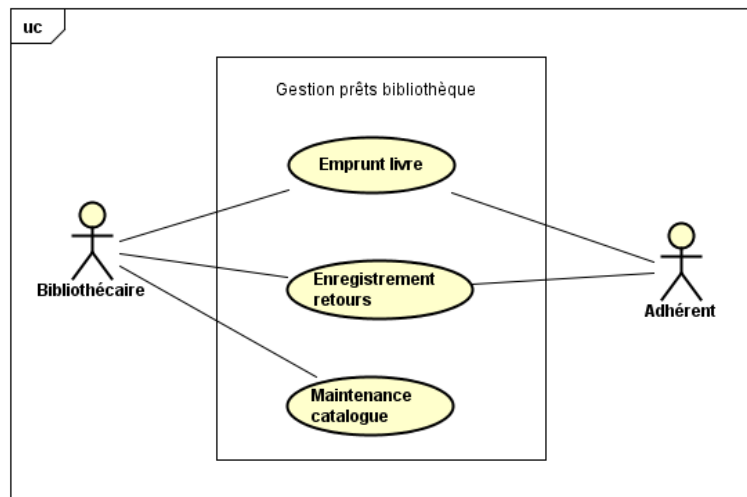 uc
Gestion prêts bibliothèque
Emprunt livre
Bibliothécaire
Enregistrement
retours
Adhérent
Maintenance
catalogue